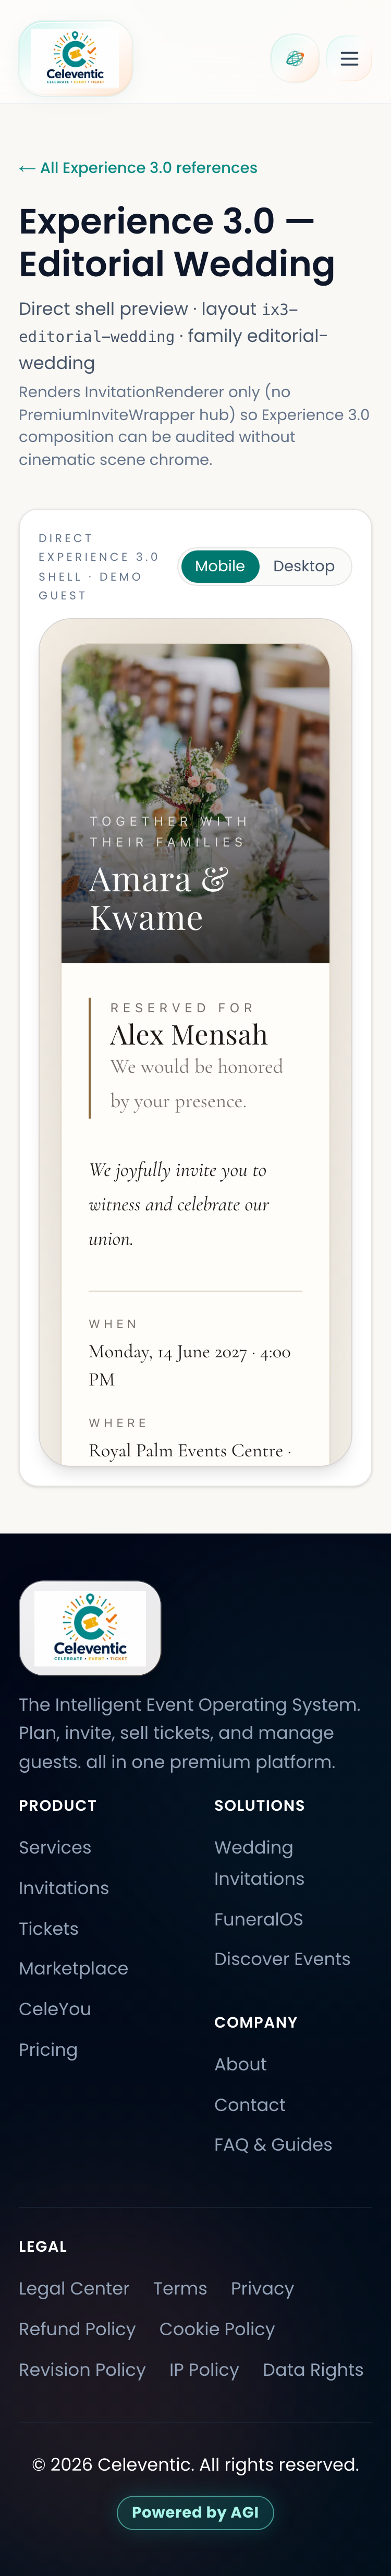 Celeventic
CELEBRATE • EVENT • TICKET
← All Experience 3.0 references
Experience 3.0 —
Editorial Wedding
Direct shell preview · layout ix3-
editorial-wedding · family editorial-
wedding
Renders InvitationRenderer only (no
PremiumInviteWrapper hub) so Experience 3.0
composition can be audited without
cinematic scene chrome.
DIRECT
EXPERIENCE 3.0
SHELL · DEMO
GUEST
Mobile Desktop
TOGETHER WITH
THEIR FAMILIES
Amara &
Kwame
RESERVED FOR
Alex Mensah
We would be honored
by your presence.
We joyfully invite you to
witness and celebrate our
union.
WHEN
Monday, 14 June 2027 · 4:00
PM
WHERE
Royal Palm Events Centre ·
Celeventic
CELEBRATE • EVENT • TICKET
The Intelligent Event Operating System.
Plan, invite, sell tickets, and manage
guests. all in one premium platform.
PRODUCT
Services
Invitations
Tickets
Marketplace
CeleYou
Pricing
SOLUTIONS
Wedding
Invitations
FuneralOS
Discover Events
COMPANY
About
Contact
FAQ & Guides
LEGAL
Legal Center Terms Privacy
Refund Policy Cookie Policy
Revision Policy IP Policy Data Rights
© 2026 Celeventic. All rights reserved.
Powered by AGI